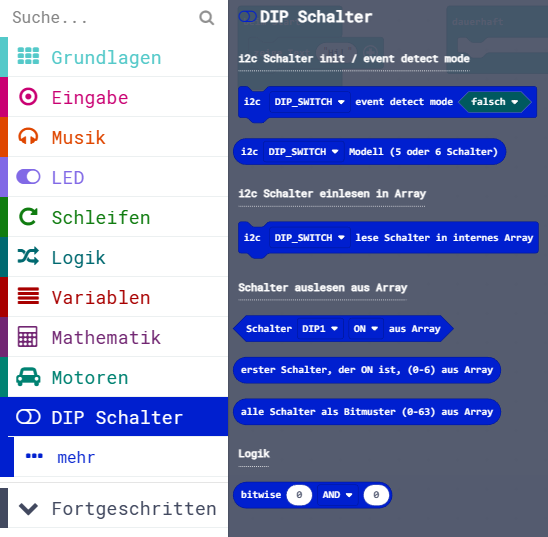 Suche...
Grundlagen
Eingabe
Musik
LED
Schleifen
Logik
Variablen
Mathematik
Motoren
DIP Schalter
mehr
Fortgeschritten
DIP Schalter
i2c Schalter init / event detect mode
i2c DIP_SWITCH event detect mode falsch
i2c DIP_SWITCH Modell (5 oder 6 Schalter)
i2c Schalter einlesen in Array
i2c DIP_SWITCH lese Schalter in internes Array
Schalter auslesen aus Array
Schalter DIP1 ON aus Array
erster Schalter, der ON ist, (0-6) aus Array
alle Schalter als Bitmuster (0-63) aus Array
Logik
bitwise 0 AND 0